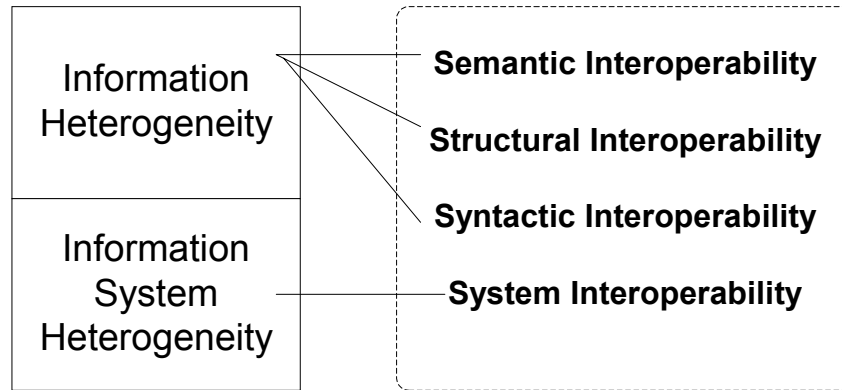 Information
Heterogeneity
Information
System
Heterogeneity
Semantic Interoperability
Structural Interoperability
Syntactic Interoperability
System Interoperability